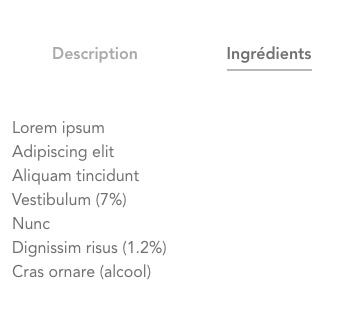 Description Ingrédients
Lorem ipsum
Adipiscing elit
Aliquam tincidunt
Vestibulum (7%)
Nunc
Dignissim risus (1.2%)
Cras ornare (alcool)